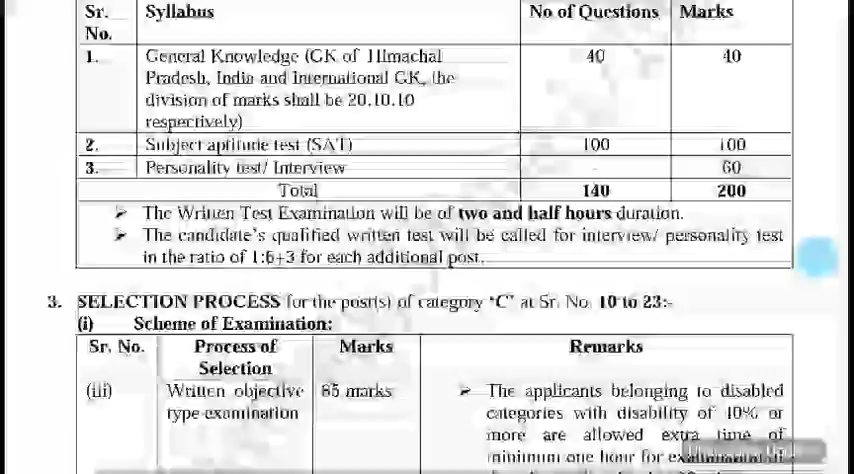 Sr. No. Syllabus No of Questions Marks
1. General Knowledge (GK of Himachal 40 40
Pradesh, India and International GK, the
division of marks shall be 20.10.10
respectively)
2. Subject aptitude test (SAT) 100 100
3. Personality test/ Interview - 60
Total 140 200
➢ The Written Test Examination will be of two and half hours duration.
➢ The candidate's qualified written test will be called for interview/ personality test
in the ratio of 1:6+3 for each additional post.
3. SELECTION PROCESS for the post(s) of category 'C' at Sr. No. 10 to 23:-
(i) Scheme of Examination:
Sr. No. Process of Selection Marks Remarks
(iii) Written objective 85 marks ➢ The applicants belonging to disabled
type examination categories with disability of 40% or
more are allowed extra time of
minimum one hour for